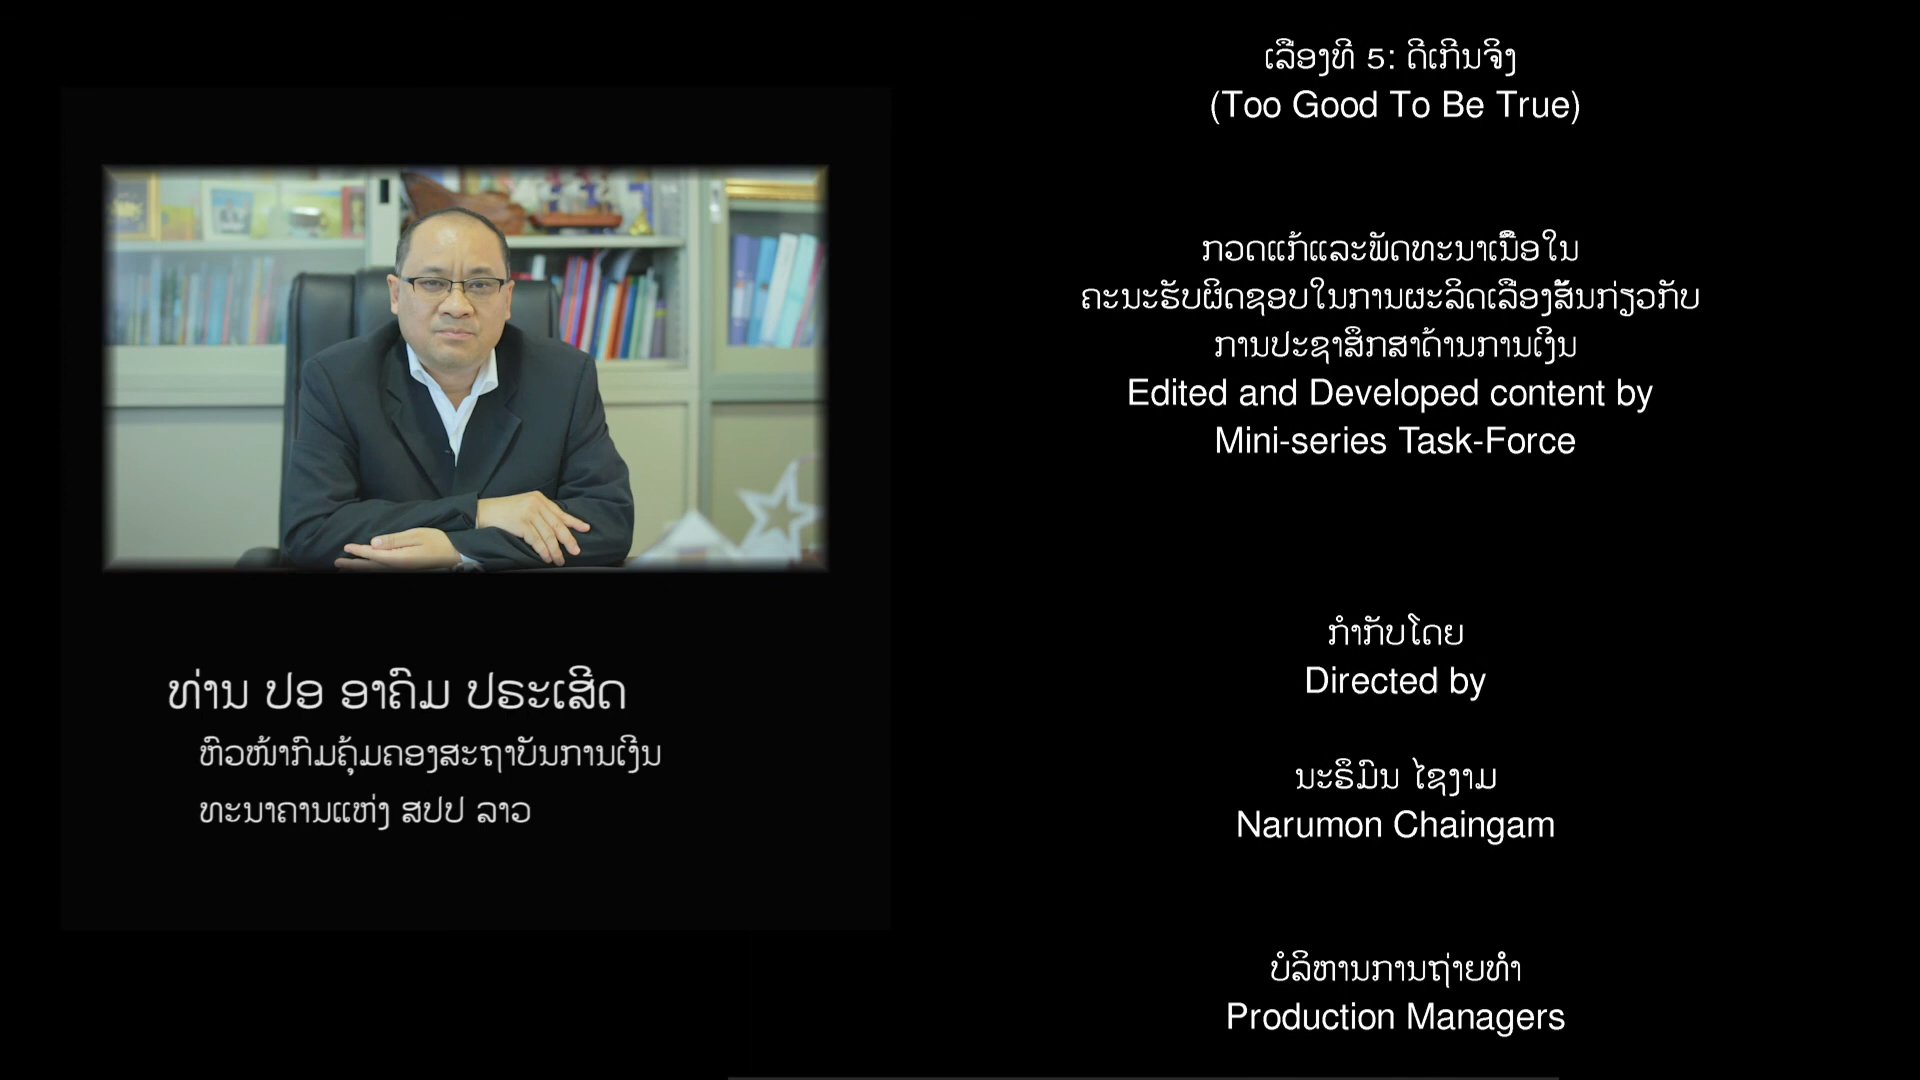 ທ່ານ ປອ ອາຄົມ ປຣະເສີດ
ຫົວໜ້າກົມຄຸ້ມຄອງສະຖາບັນການເງິນ
ທະນາຄານແຫ່ງ ສປປ ລາວ
ເລື່ອງທີ 5: ດີເກີນຈິງ
(Too Good To Be True)
ກວດແກ້ແລະພັດທະນາເນື້ອໃນ
ຄະນະຮັບຜິດຊອບໃນການຜະລິດເລື່ອງສັ້ນກ່ຽວກັບ
ການປະຊາສຶກສາດ້ານການເງິນ
Edited and Developed content by
Mini-series Task-Force
ກຳກັບໂດຍ
Directed by
ນະຣຶມົນ ໄຊງາມ
Narumon Chaingam
ບໍລິຫານການຖ່າຍທຳ
Production Managers